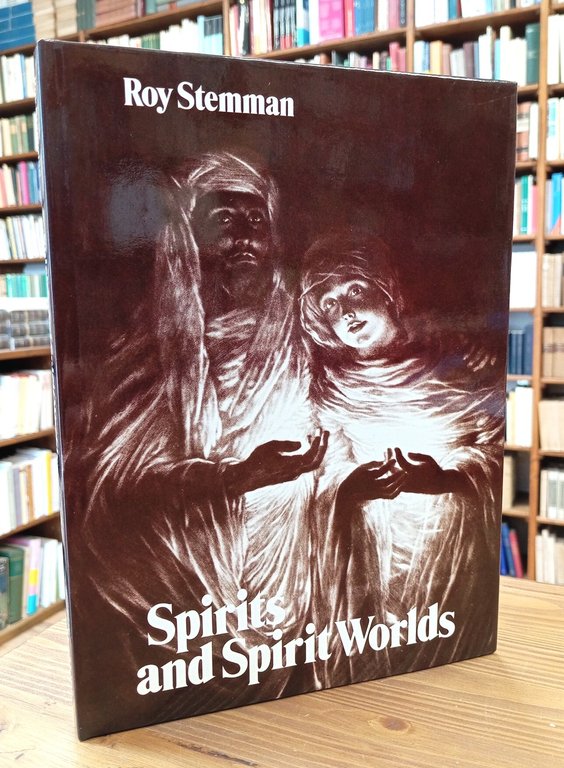 Roy Stemman
Spirits
and Spirit Worlds